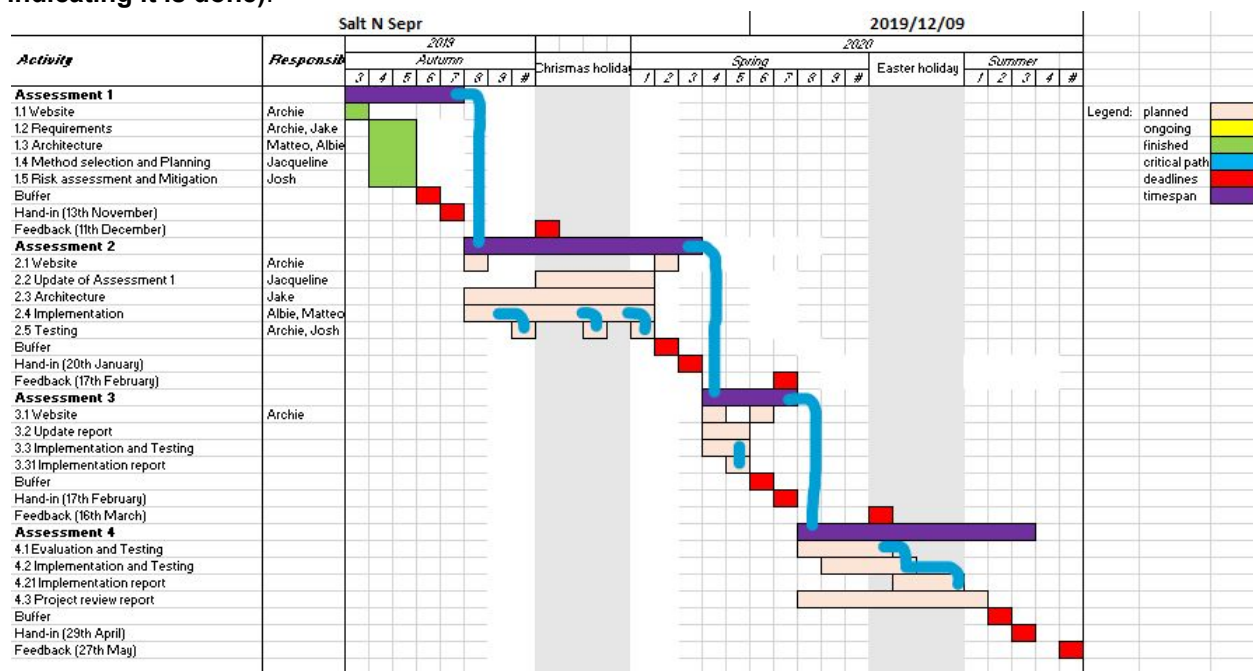 indicating it is done).
Salt N Sepr 2019/12/09
2019 2020
Activity Responsib Autumn Chrismas holiday Spring Easter holiday Summer
3 4 5 6 7 8 9 # 1 2 3 4 5 6 7 8 9 # 1 2 3 4 #
Assessment 1
1.1 Website Archie Legend: planned
1.2 Requirements Archie, Jake ongoing
1.3 Architecture Matteo, Albie finished
1.4 Method selection and Planning Jacqueline critical path
1.5 Risk assessment and Mitigation Josh deadlines
Buffer timespan
Hand-in (13th November)
Feedback (11th December)
Assessment 2
2.1 Website Archie
2.2 Update of Assessment 1 Jacqueline
2.3 Architecture Jake
2.4 Implementation Albie, Matteo
2.5 Testing Archie, Josh
Buffer
Hand-in (20th January)
Feedback (17th February)
Assessment 3
3.1 Website Archie
3.2 Update report
3.3 Implementation and Testing
3.31 Implementation report
Buffer
Hand-in (17th February)
Feedback (16th March)
Assessment 4
4.1 Evaluation and Testing
4.2 Implementation and Testing
4.21 Implementation report
4.3 Project review report
Buffer
Hand-in (29th April)
Feedback (27th May)